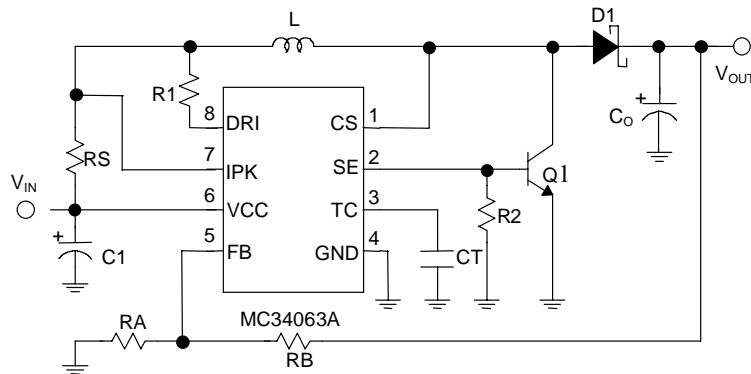 L
D1
V_OUT
R1
8 DRI
CS 1
+
C_O
RS
7 IPK
SE 2
Q1
V_IN
6 VCC
TC 3
R2
+
C1
5 FB
GND 4
CT
RA
MC34063A
RB